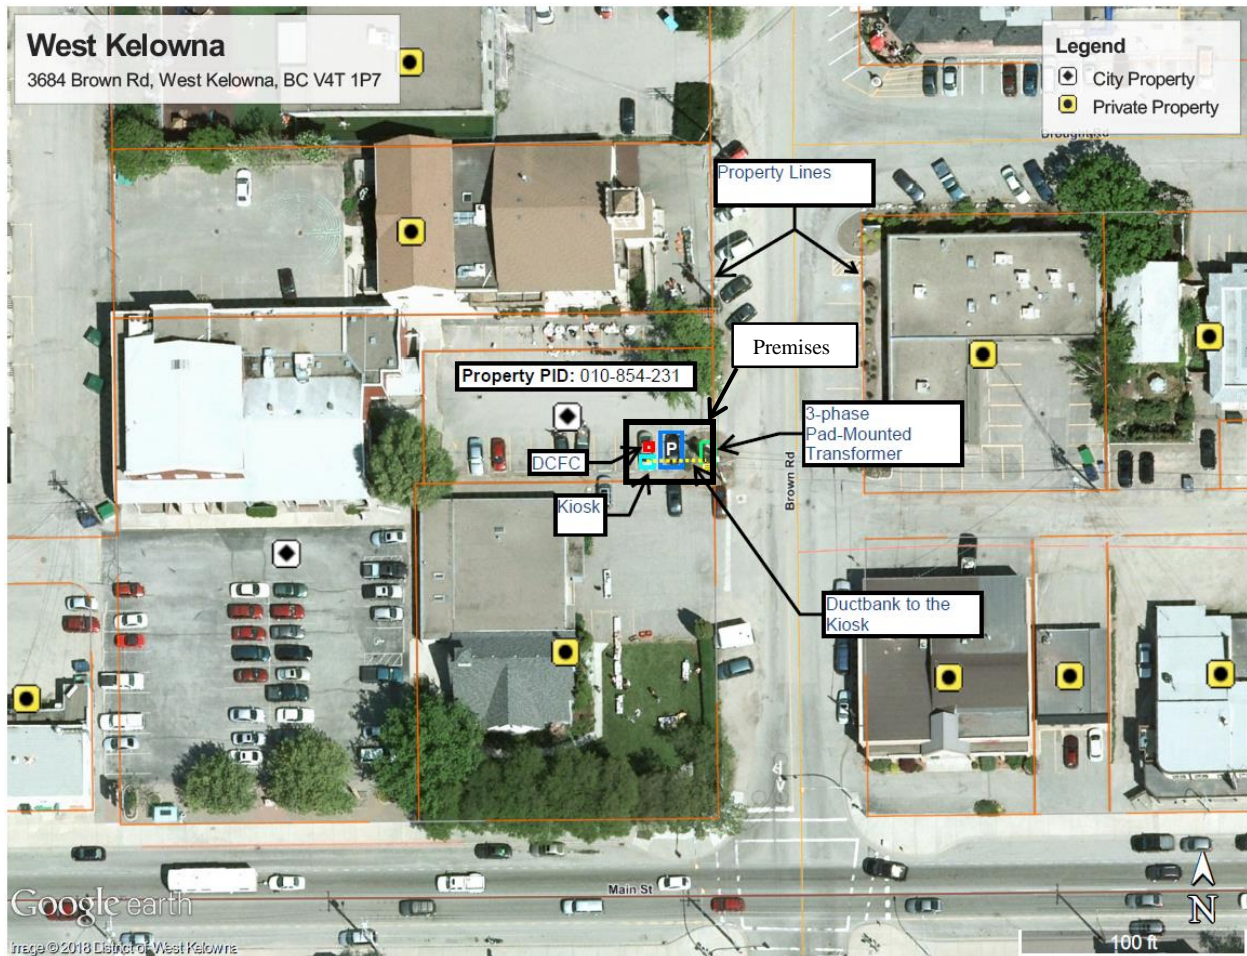 West Kelowna
3684 Brown Rd, West Kelowna, BC V4T 1P7
Legend
City Property
Private Property
Drought Rd
Property Lines
Premises
Property PID: 010-854-231
3-phase
Pad-Mounted
Transformer
P
DCFC
Kiosk
Brown Rd
Ductbank to the
Kiosk
Main St
Google earth
Image © 2018 District of West Kelowna
N
100 ft